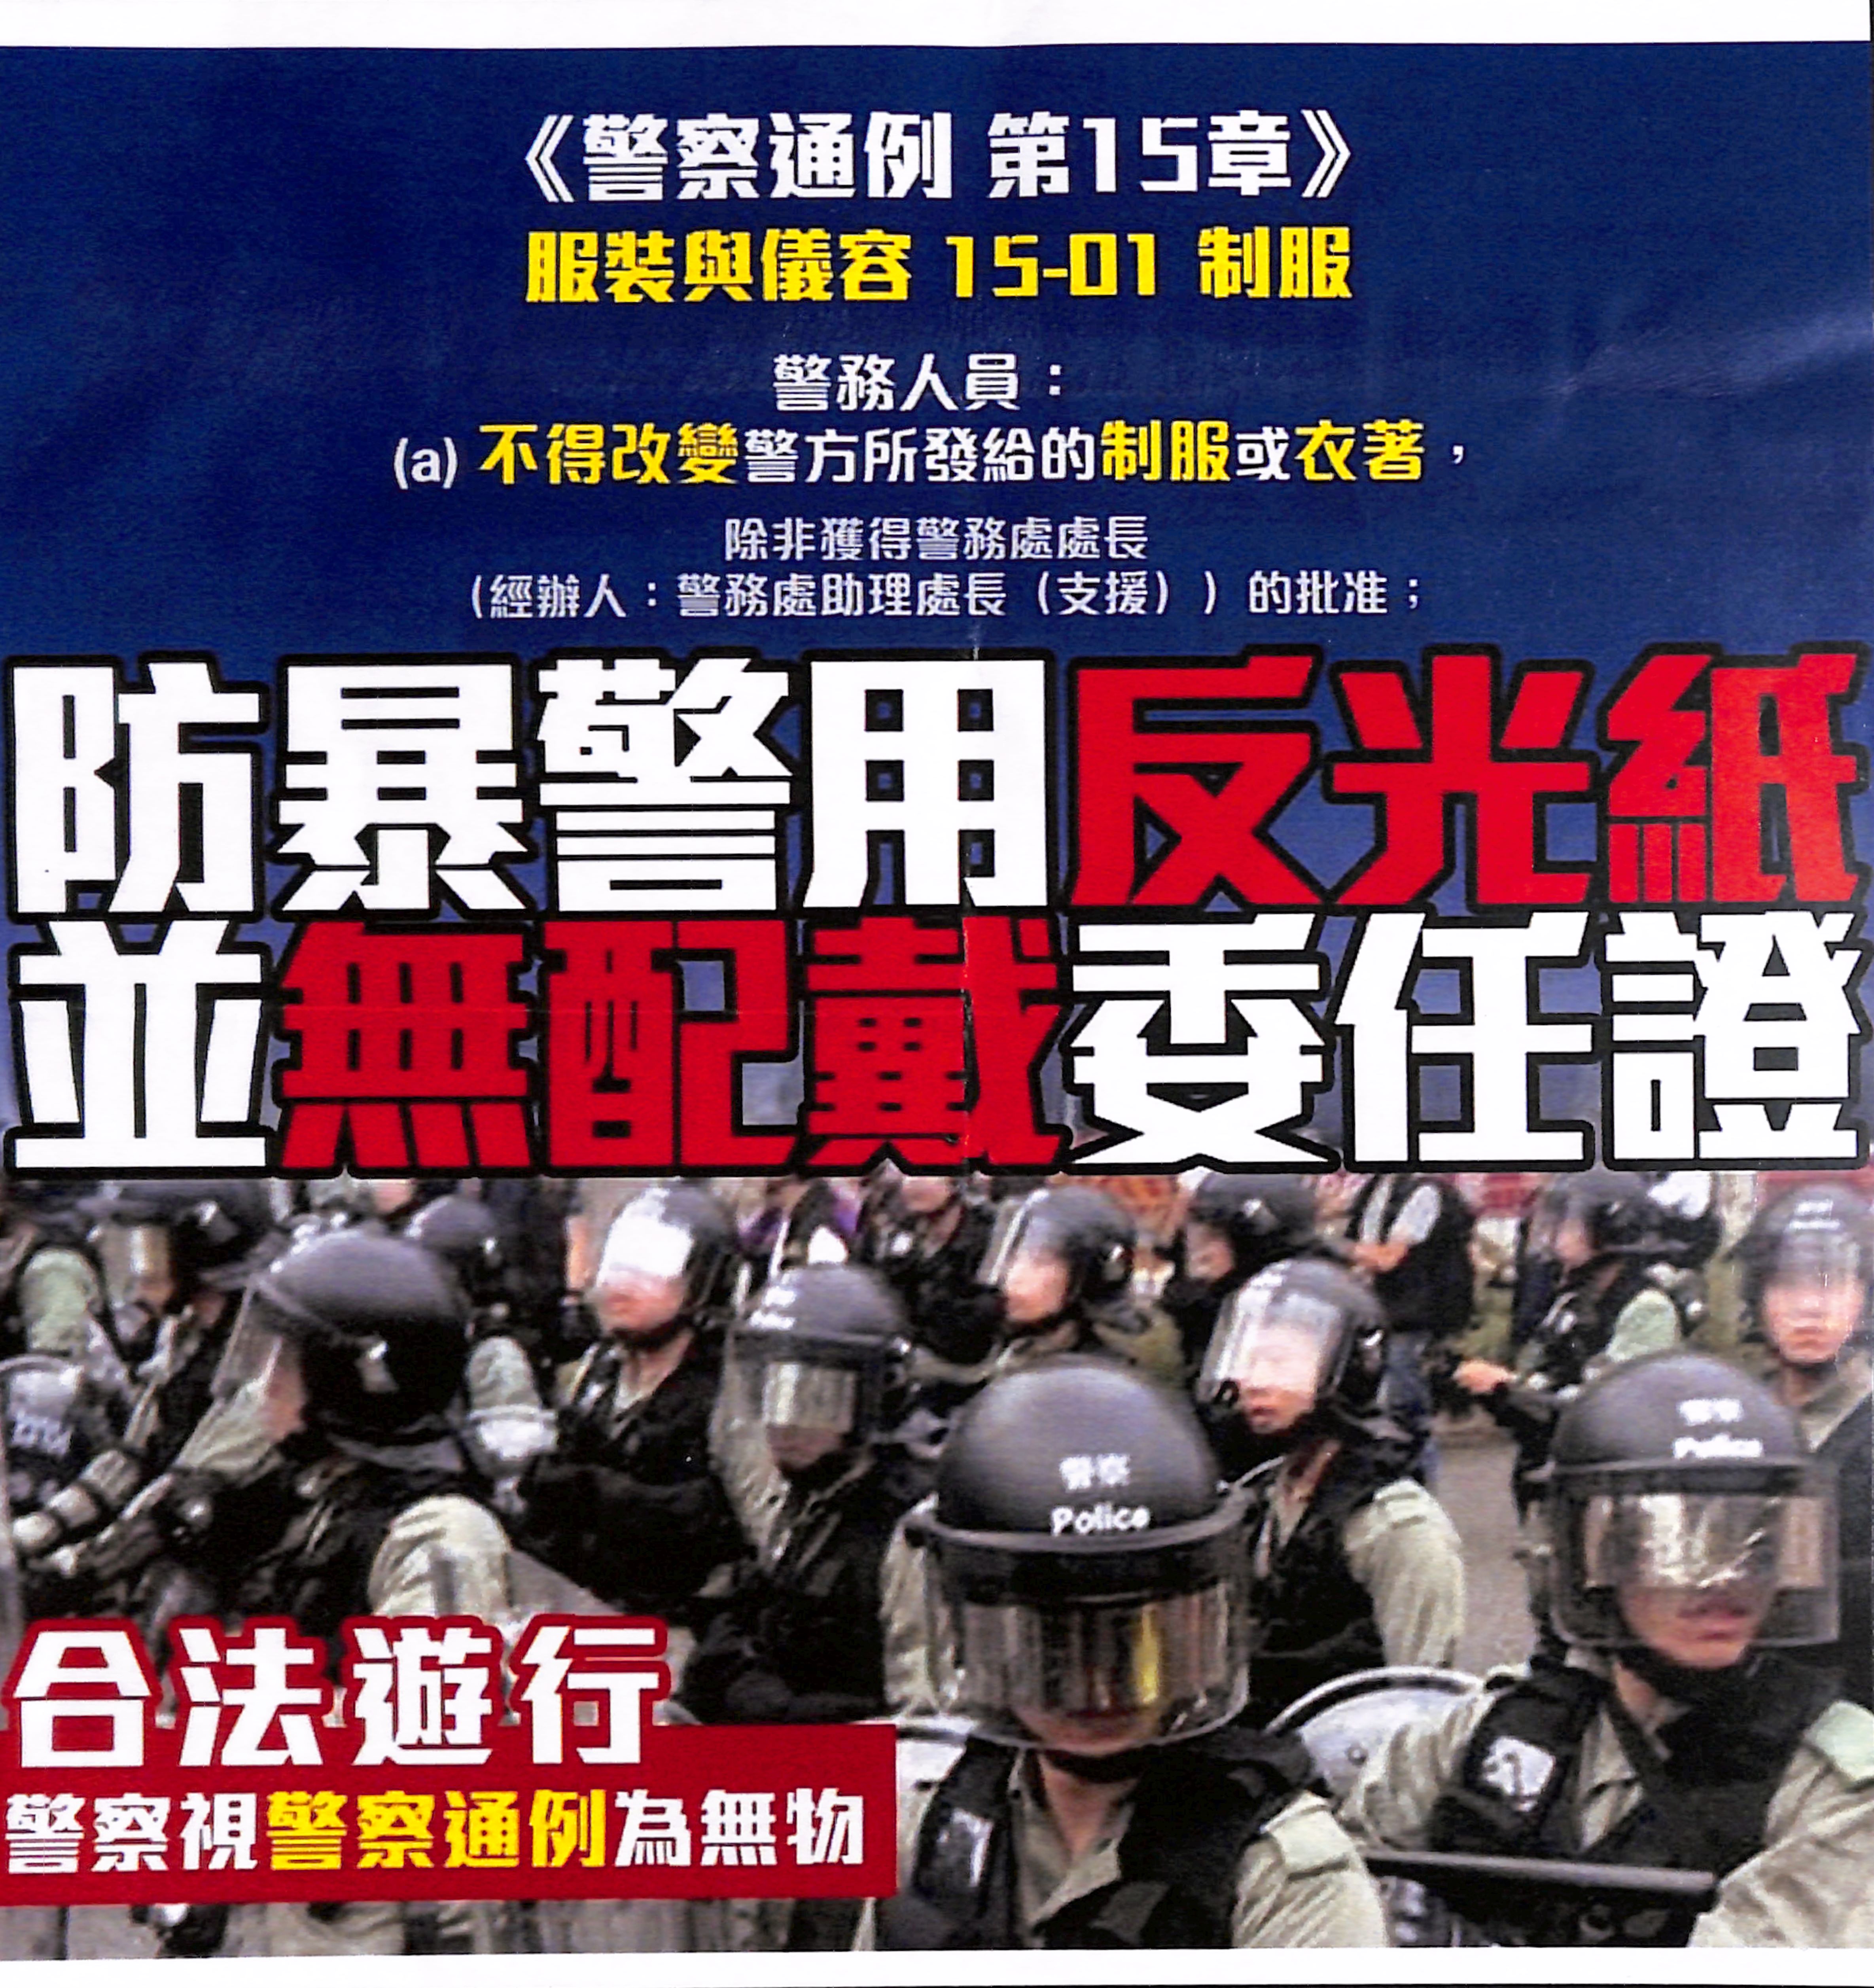 《警察通例 第15章》
服裝與儀容 15-01 制服
警務人員：
(a) 不得改變警方所發給的制服或衣著，
除非獲得警務處處長
(經辦人：警務處助理處長（支援）) 的批准；
防暴警用反光紙
並無配戴委任證
警察
Police
警察
Police
合法遊行
警察視警察通例為無物